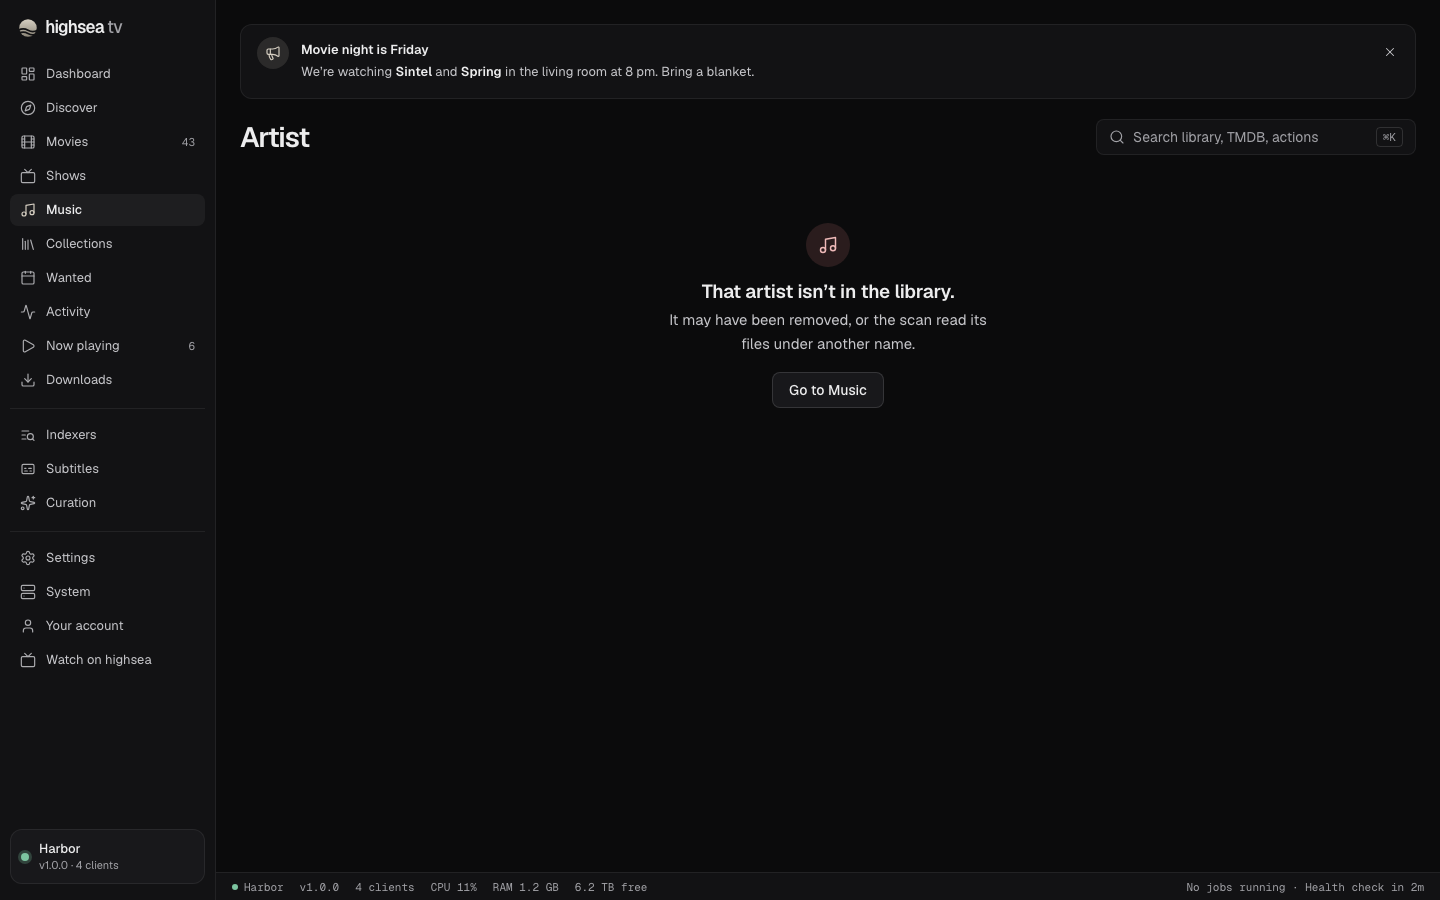 highsea tv
Dashboard
Discover
Movies 43
Shows
Music
Collections
Wanted
Activity
Now playing 6
Downloads
Indexers
Subtitles
Curation
Settings
System
Your account
Watch on highsea
Harbor
v1.0.0 · 4 clients
Movie night is Friday
We’re watching Sintel and Spring in the living room at 8 pm. Bring a blanket.
Artist
Search library, TMDB, actions ⌘K
That artist isn’t in the library.
It may have been removed, or the scan read its
files under another name.
Go to Music
Harbor v1.0.0 4 clients CPU 11% RAM 1.2 GB 6.2 TB free
No jobs running · Health check in 2m